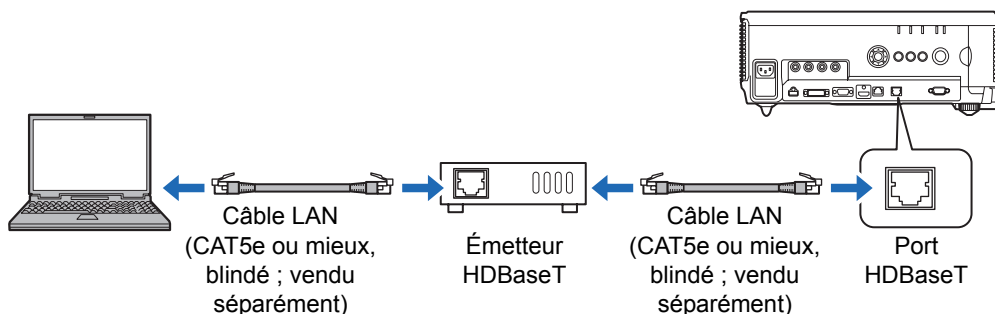 Câble LAN
(CAT5e ou mieux,
blindé ; vendu
séparément)
Émetteur
HDBaseT
Câble LAN
(CAT5e ou mieux,
blindé ; vendu
séparément)
Port
HDBaseT